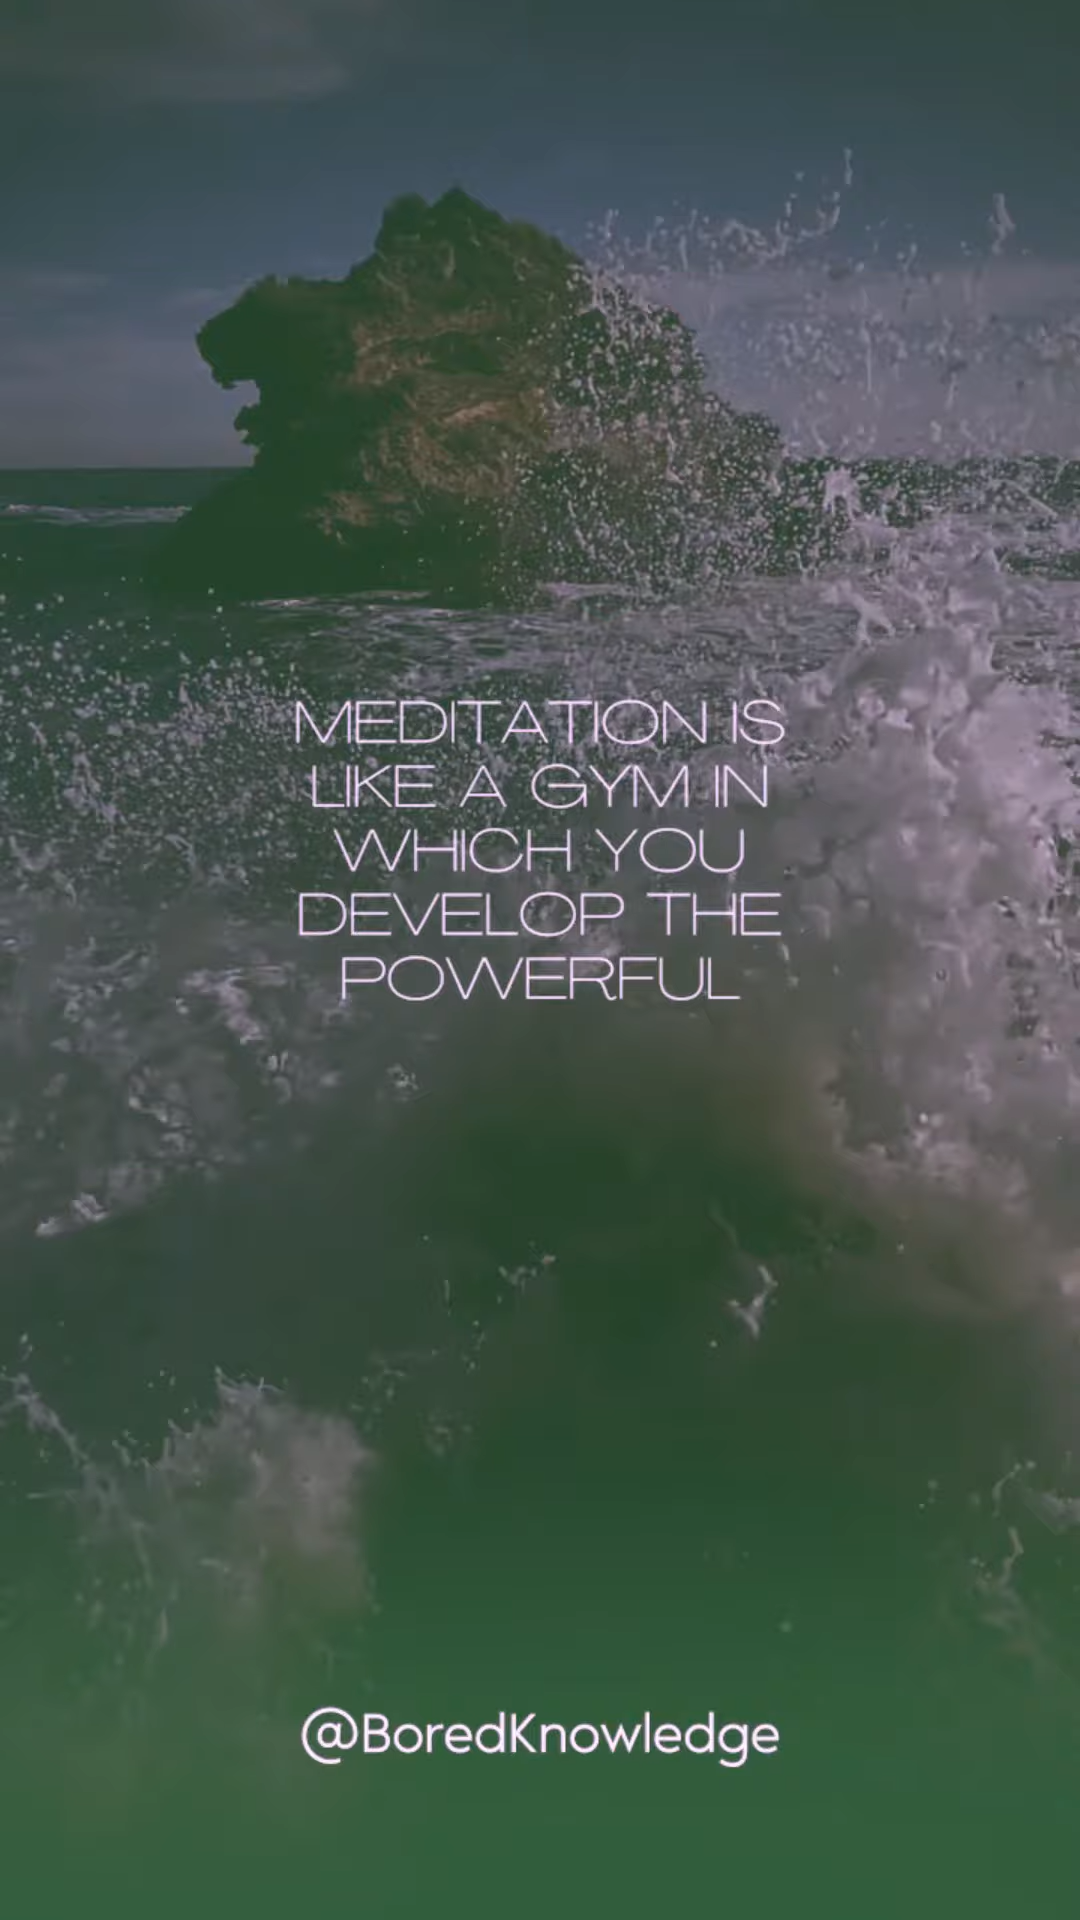 MEDITATION IS
LIKE A GYM IN
WHICH YOU
DEVELOP THE
POWERFUL
@BoredKnowledge